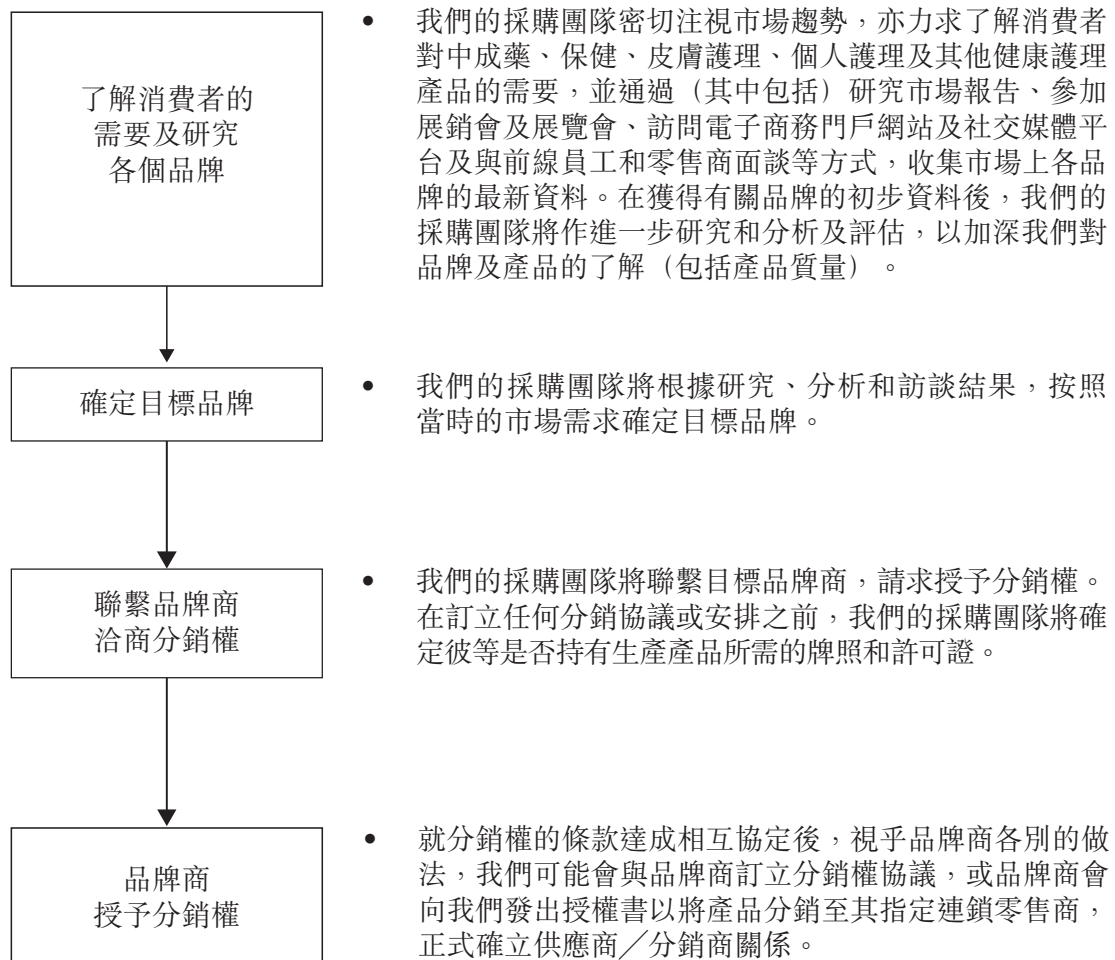 了解消費者的
需要及研究
各個品牌
• 我們的採購團隊密切注視市場趨勢，亦力求了解消費者
對中成藥、保健、皮膚護理、個人護理及其他健康護理
產品的需要，並通過（其中包括）研究市場報告、參加
展銷會及展覽會、訪問電子商務門戶網站及社交媒體平
台及與前線員工和零售商面談等方式，收集市場上各品
牌的最新資料。在獲得有關品牌的初步資料後，我們的
採購團隊將作進一步研究和分析及評估，以加深我們對
品牌及產品的了解（包括產品質量）。
確定目標品牌
• 我們的採購團隊將根據研究、分析和訪談結果，按照
當時的市場需求確定目標品牌。
聯繫品牌商
洽商分銷權
• 我們的採購團隊將聯繫目標品牌商，請求授予分銷權。
在訂立任何分銷協議或安排之前，我們的採購團隊將確
定彼等是否持有生產產品所需的牌照和許可證。
品牌商
授予分銷權
• 就分銷權的條款達成相互協定後，視乎品牌商各別的做
法，我們可能會與品牌商訂立分銷權協議，或品牌商會
向我們發出授權書以將產品分銷至其指定連鎖零售商，
正式確立供應商╱分銷商關係。